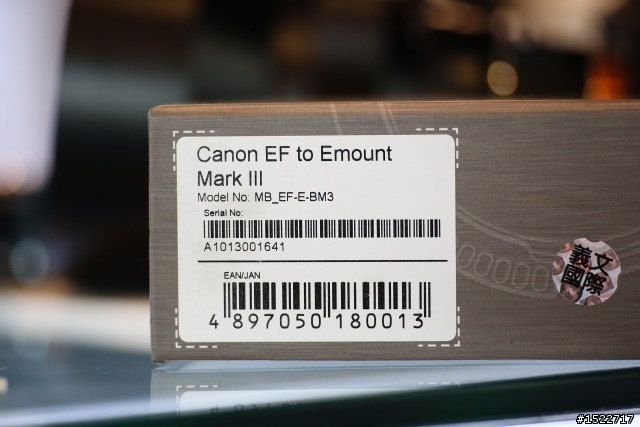 Canon EF to Emount
Mark III
Model No: MB_EF-E-BM3
Serial No:
A1013001641
EAN/JAN
4 897050 180013
義文
國際
#1522717